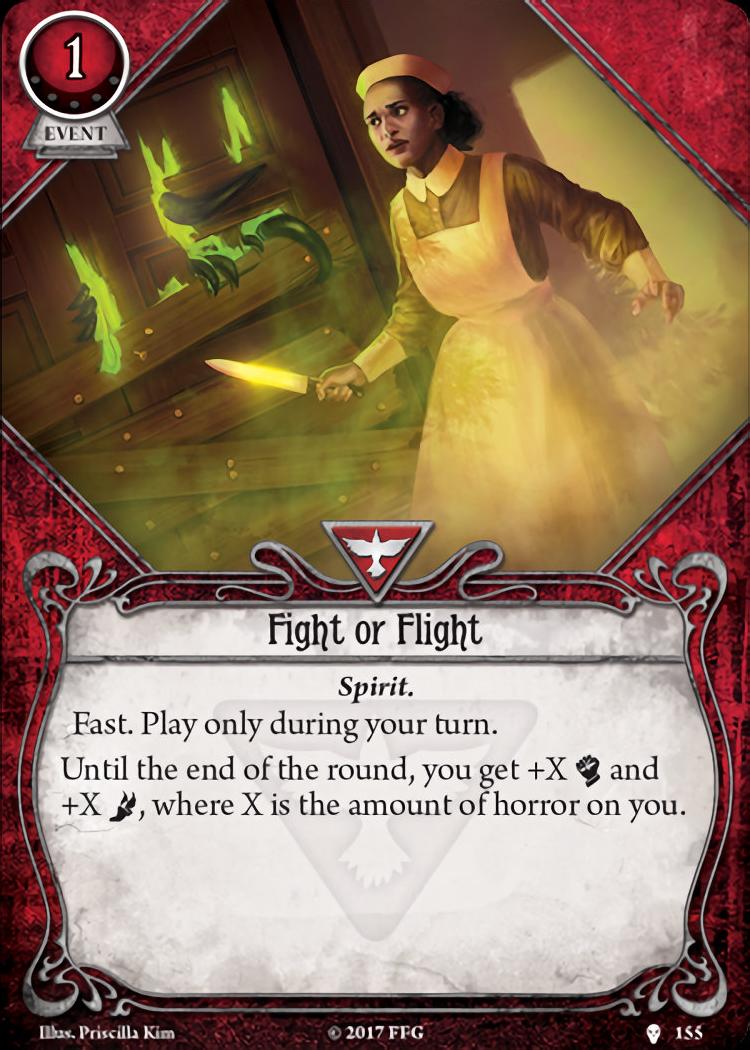 1
EVENT
Fight or Flight
Spirit.
Fast. Play only during your turn.
Until the end of the round, you get +X and
+X , where X is the amount of horror on you.
Illus. Priscilla Kim
© 2017 FFG
155